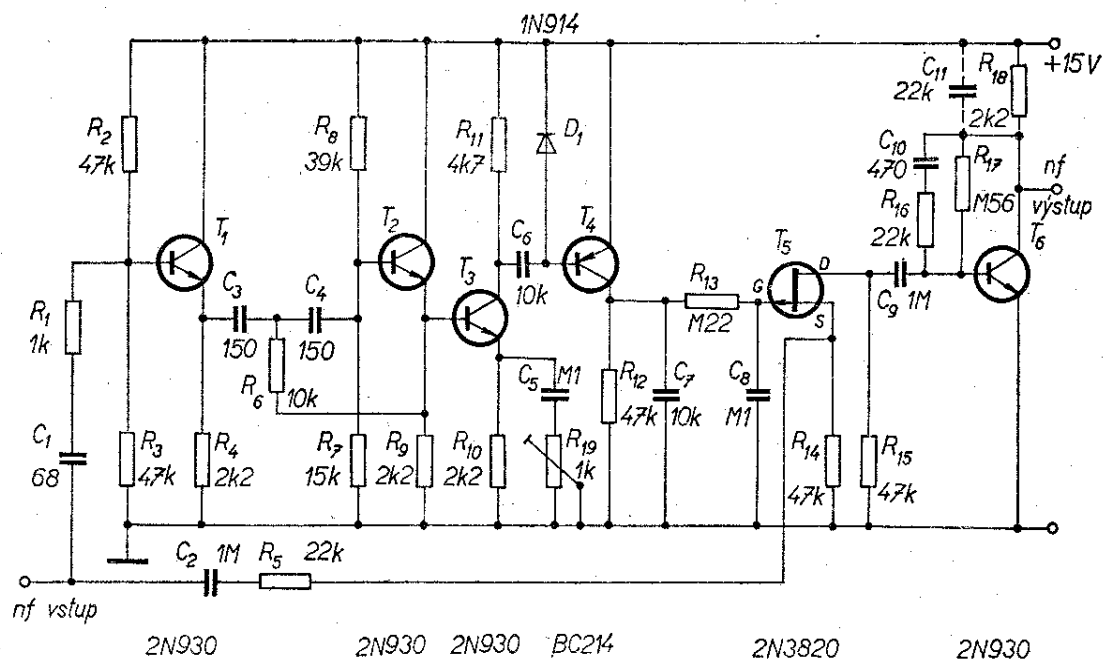 1N914
+15V
C11
22k
R18
2k2
R2
47k
R8
39k
R11
4k7
D1
C10
470
R17
M56
nf
výstup
R16
22k
T1
T2
T3
C6
10k
T4
T5
D
G
S
T6
R13
M22
C9
1M
R1
1k
C3
150
C4
150
R6
10k
C5
M1
R12
47k
C7
10k
C8
M1
C1
68
R3
47k
R4
2k2
R7
15k
R9
2k2
R10
2k2
R19
1k
R14
47k
R15
47k
C2
1M
R5
22k
nf vstup
2N930
2N930
2N930
BC214
2N3820
2N930